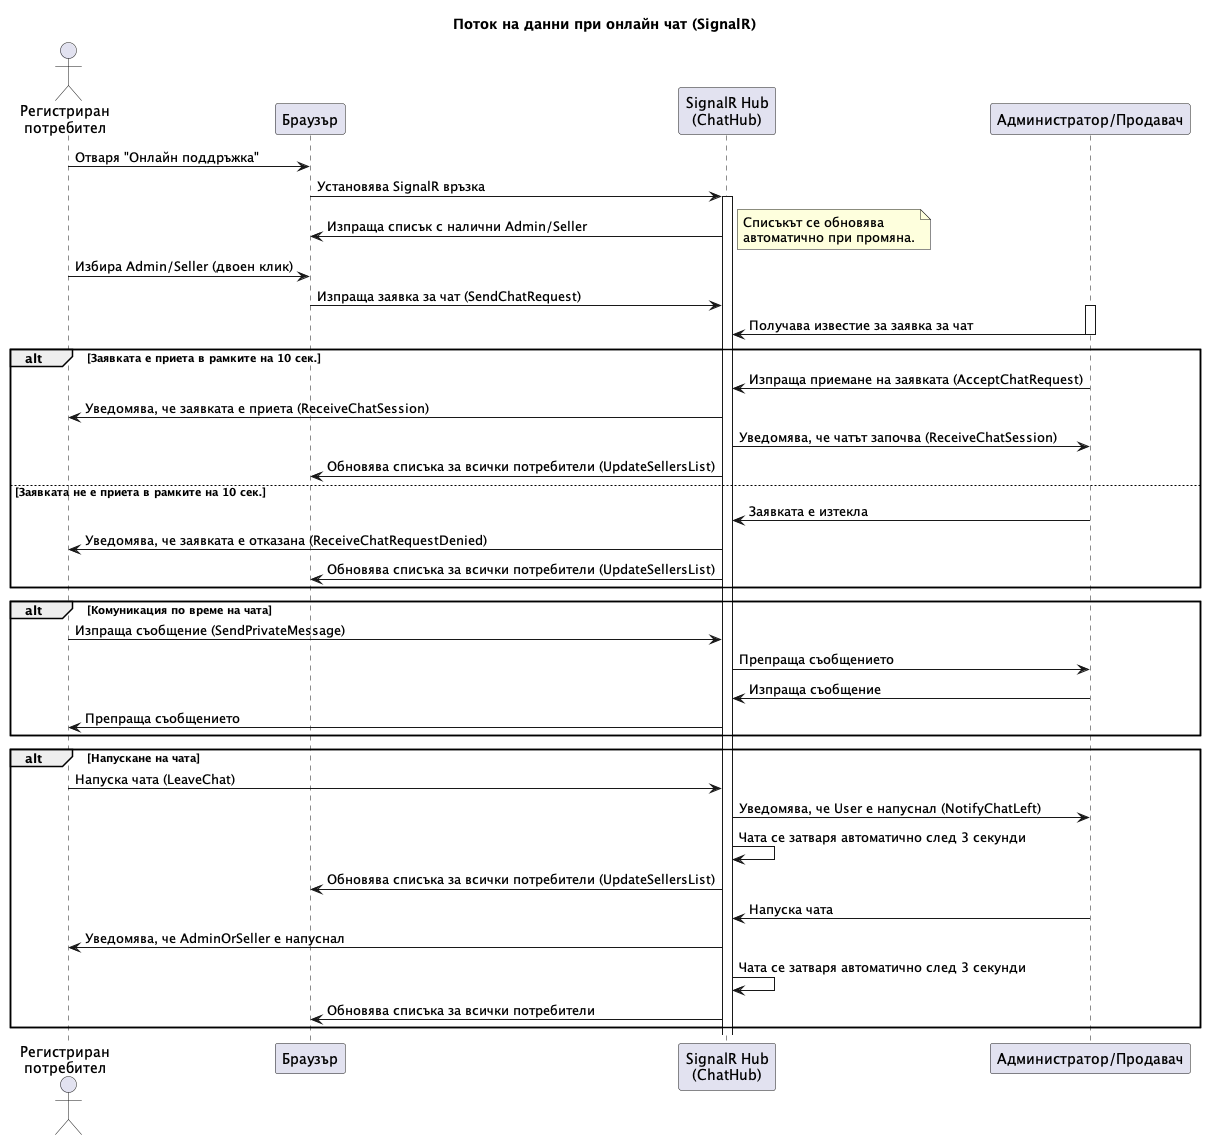 Поток на данни при онлайн чат (SignalR)
Регистриран
потребител
Браузър
SignalR Hub
(ChatHub)
Администратор/Продавач
Отваря "Онлайн поддръжка"
Установява SignalR връзка
Изпраща списък с налични Admin/Seller
Списъкът се обновява
автоматично при промяна.
Избира Admin/Seller (двоен клик)
Изпраща заявка за чат (SendChatRequest)
Получава известие за заявка за чат
alt [Заявката е приета в рамките на 10 сек.]
Изпраща приемане на заявката (AcceptChatRequest)
Уведомява, че заявката е приета (ReceiveChatSession)
Уведомява, че чатът започва (ReceiveChatSession)
Обновява списъка за всички потребители (UpdateSellersList)
[Заявката не е приета в рамките на 10 сек.]
Заявката е изтекла
Уведомява, че заявката е отказана (ReceiveChatRequestDenied)
Обновява списъка за всички потребители (UpdateSellersList)
alt [Комуникация по време на чата]
Изпраща съобщение (SendPrivateMessage)
Препраща съобщението
Изпраща съобщение
Препраща съобщението
alt [Напускане на чата]
Напуска чата (LeaveChat)
Уведомява, че User е напуснал (NotifyChatLeft)
Чата се затваря автоматично след 3 секунди
Обновява списъка за всички потребители (UpdateSellersList)
Напуска чата
Уведомява, че AdminOrSeller е напуснал
Чата се затваря автоматично след 3 секунди
Обновява списъка за всички потребители
Регистриран
потребител
Браузър
SignalR Hub
(ChatHub)
Администратор/Продавач